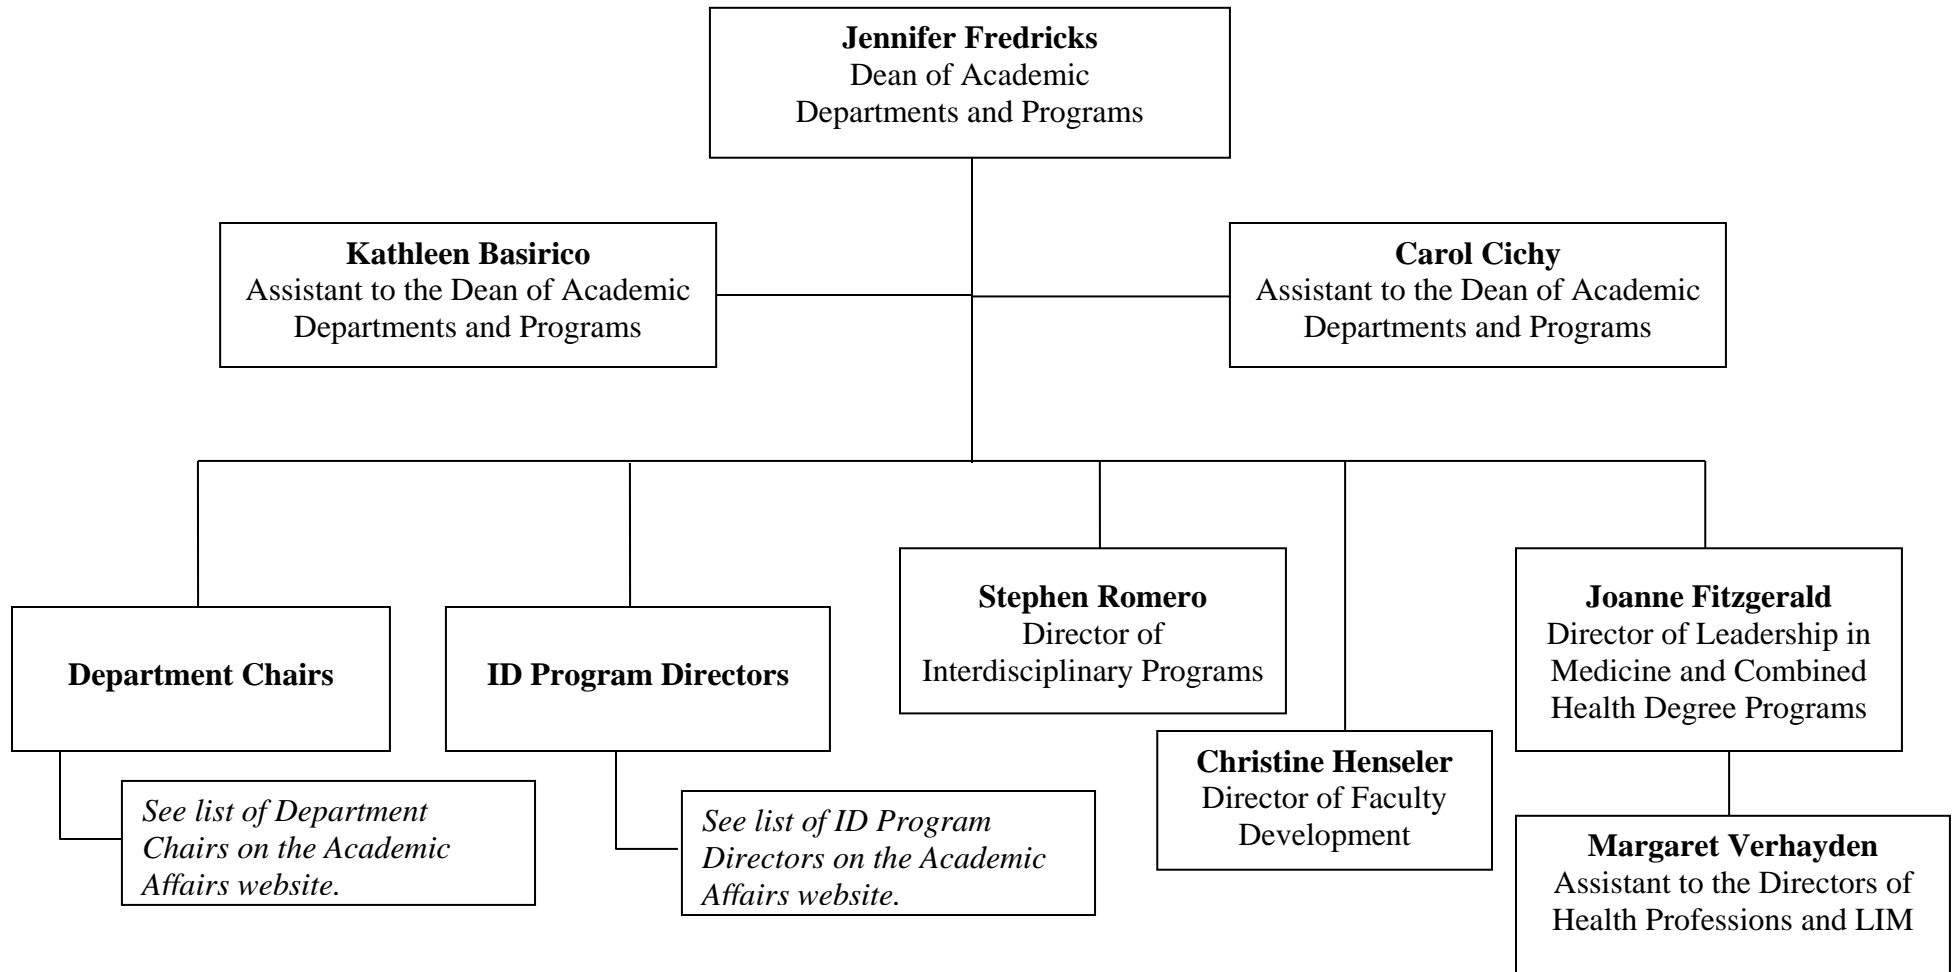 Jennifer Fredricks
Dean of Academic
Departments and Programs
Kathleen Basirico
Assistant to the Dean of Academic
Departments and Programs
Carol Cichy
Assistant to the Dean of Academic
Departments and Programs
Department Chairs
See list of Department
Chairs on the Academic
Affairs website.
ID Program Directors
See list of ID Program
Directors on the Academic
Affairs website.
Stephen Romero
Director of
Interdisciplinary Programs
Christine Henseler
Director of Faculty
Development
Joanne Fitzgerald
Director of Leadership in
Medicine and Combined
Health Degree Programs
Margaret Verhayden
Assistant to the Directors of
Health Professions and LIM